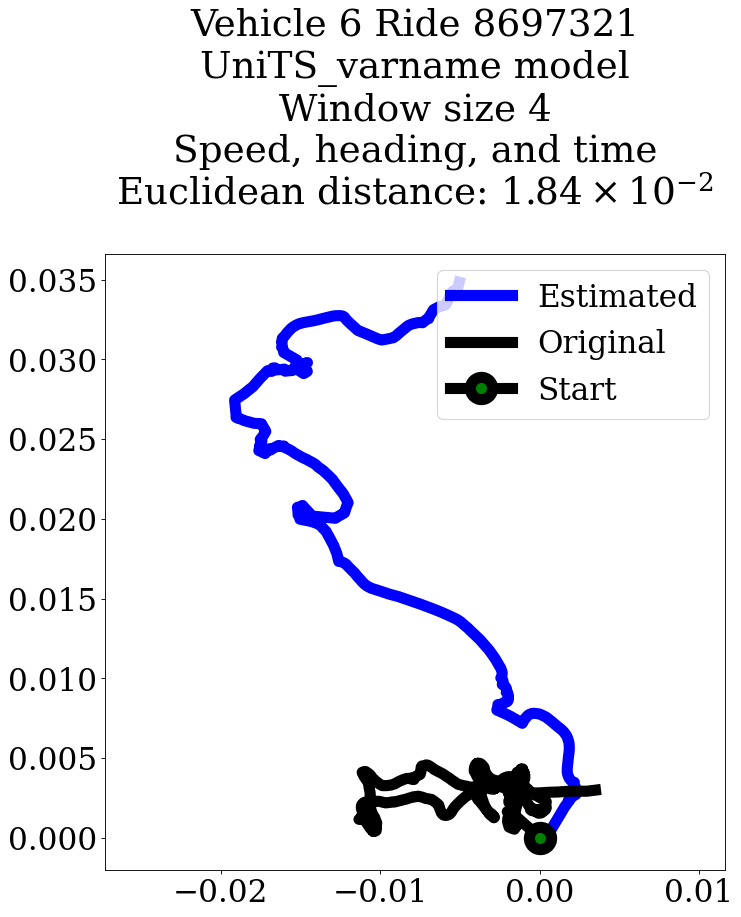 Vehicle 6 Ride 8697321
UniTS_varname model
Window size 4
Speed, heading, and time
Euclidean distance: 1.84 × 10⁻²
Estimated
Original
Start
0.035
0.030
0.025
0.020
0.015
0.010
0.005
0.000
−0.02 −0.01 0.00 0.01